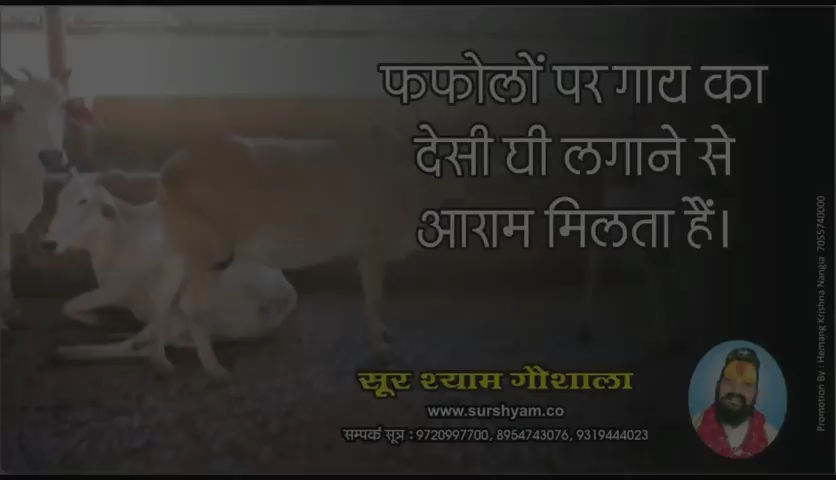 फफोलों पर गाय का
देसी घी लगाने से
आराम मिलता हैं।
सूर श्याम गौशाला
www.surshyam.co
सम्पर्क सूत्र : 9720997700, 8954743076, 9319444023
Promotion By : Hemang Krishna Nangia 7055740000